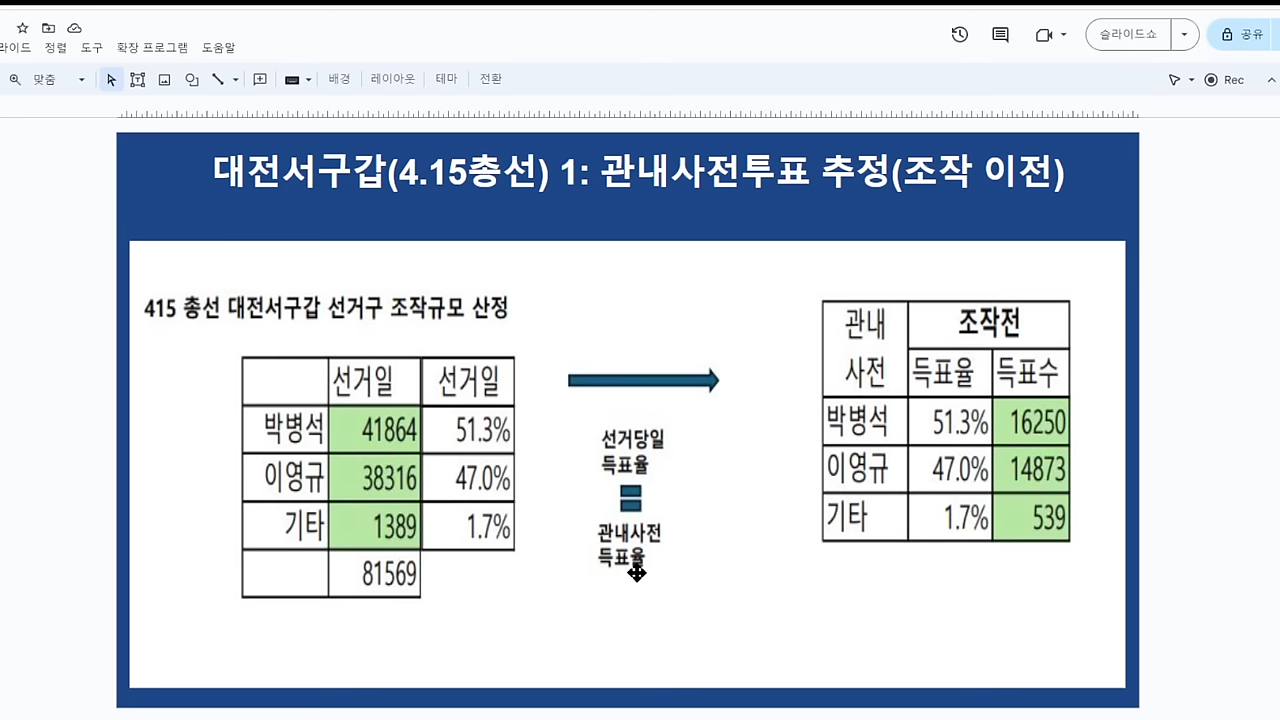 라이드 정렬 도구 확장 프로그램 도움말
슬라이드쇼
공유
맞춤
배경
레이아웃
테마
전환
Rec
대전서구갑(4.15총선) 1: 관내사전투표 추정(조작 이전)
415 총선 대전서구갑 선거구 조작규모 산정
선거일 선거일
박병석 41864 51.3%
이영규 38316 47.0%
기타 1389 1.7%
81569
선거당일
득표율
관내사전
득표율
관내 조작전
사전 득표율 득표수
박병석 51.3% 16250
이영규 47.0% 14873
기타 1.7% 539